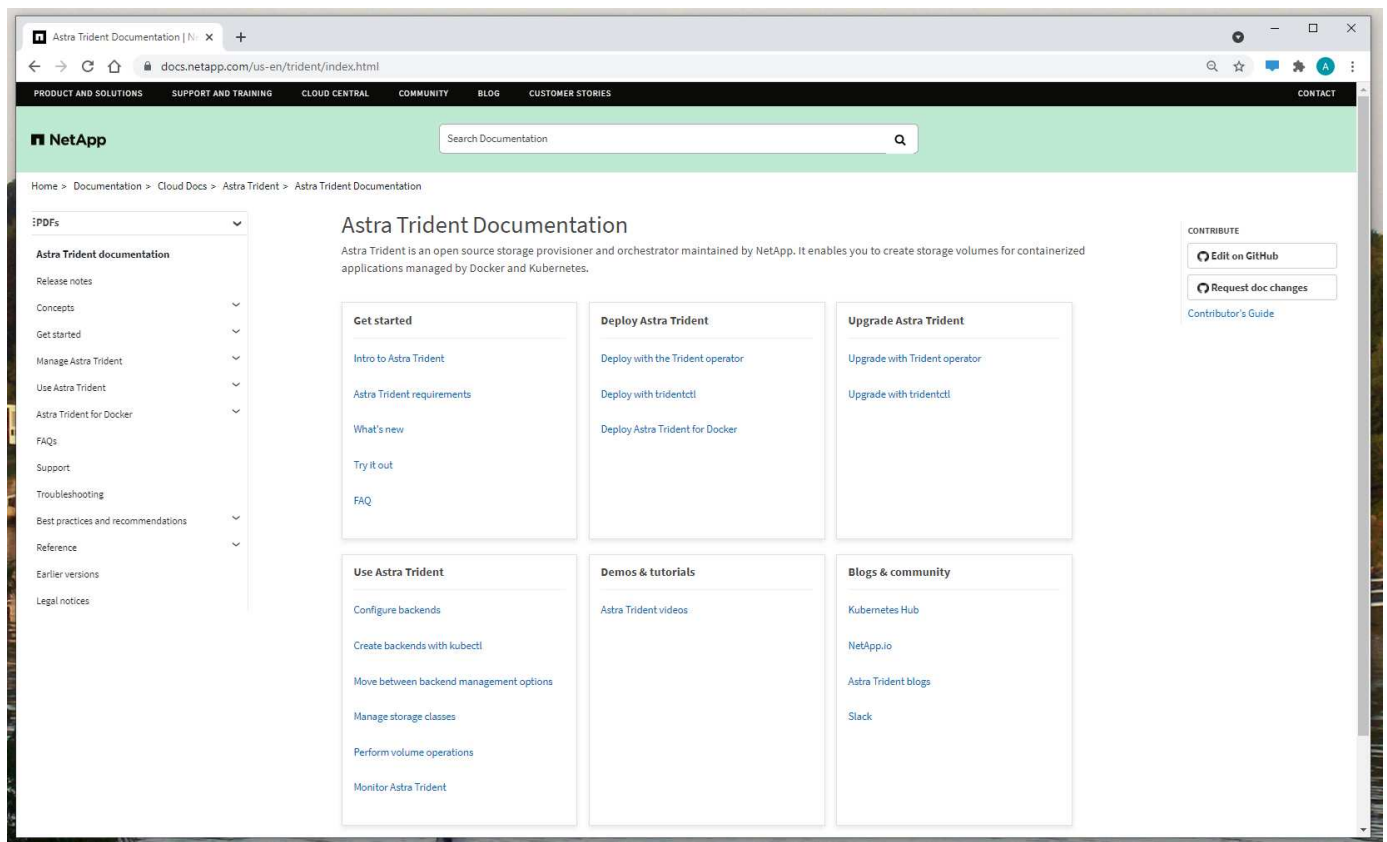 Astra Trident Documentation | Ne
docs.netapp.com/us-en/trident/index.html
A
PRODUCT AND SOLUTIONS SUPPORT AND TRAINING CLOUD CENTRAL COMMUNITY BLOG CUSTOMER STORIES CONTACT
NetApp
Search Documentation
Home > Documentation > Cloud Docs > Astra Trident > Astra Trident Documentation
PDFs
Astra Trident documentation
Release notes
Concepts
Get started
Manage Astra Trident
Use Astra Trident
Astra Trident for Docker
FAQs
Support
Troubleshooting
Best practices and recommendations
Reference
Earlier versions
Legal notices
Astra Trident Documentation
Astra Trident is an open source storage provisioner and orchestrator maintained by NetApp. It enables you to create storage volumes for containerized
applications managed by Docker and Kubernetes.
Get started
Intro to Astra Trident
Astra Trident requirements
What's new
Try it out
FAQ
Deploy Astra Trident
Deploy with the Trident operator
Deploy with tridentctl
Deploy Astra Trident for Docker
Upgrade Astra Trident
Upgrade with Trident operator
Upgrade with tridentctl
Use Astra Trident
Configure backends
Create backends with kubectl
Move between backend management options
Manage storage classes
Perform volume operations
Monitor Astra Trident
Demos & tutorials
Astra Trident videos
Blogs & community
Kubernetes Hub
NetApp.io
Astra Trident blogs
Slack
CONTRIBUTE
Edit on GitHub
Request doc changes
Contributor's Guide